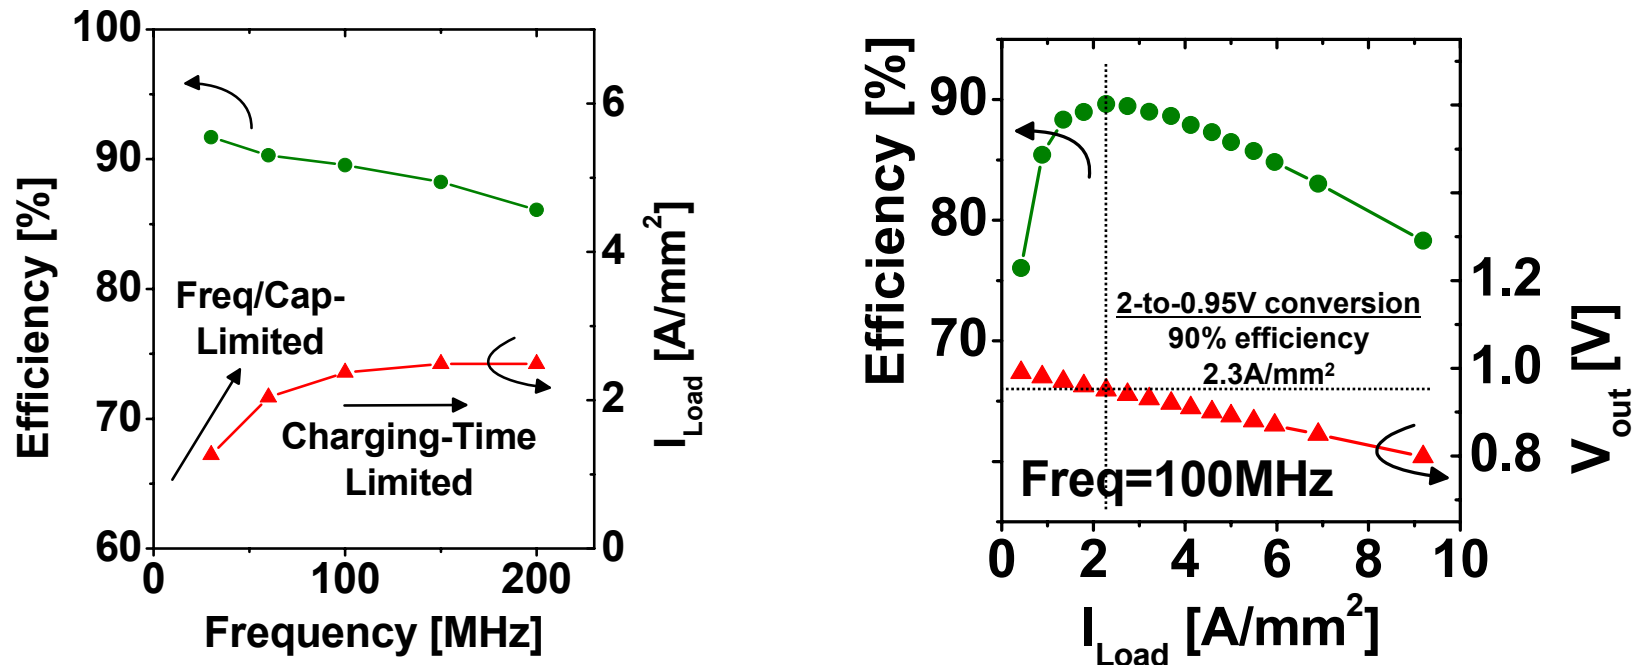 Efficiency [%]
100
90
80
70
60
0
100
200
Frequency [MHz]
6
4
2
0
I_Load [A/mm²]
Freq/Cap-
Limited
Charging-Time
Limited
Efficiency [%]
90
80
70
0
2
4
6
8
10
I_Load [A/mm²]
1.2
1.0
0.8
V_out [V]
2-to-0.95V conversion
90% efficiency
2.3A/mm²
Freq=100MHz